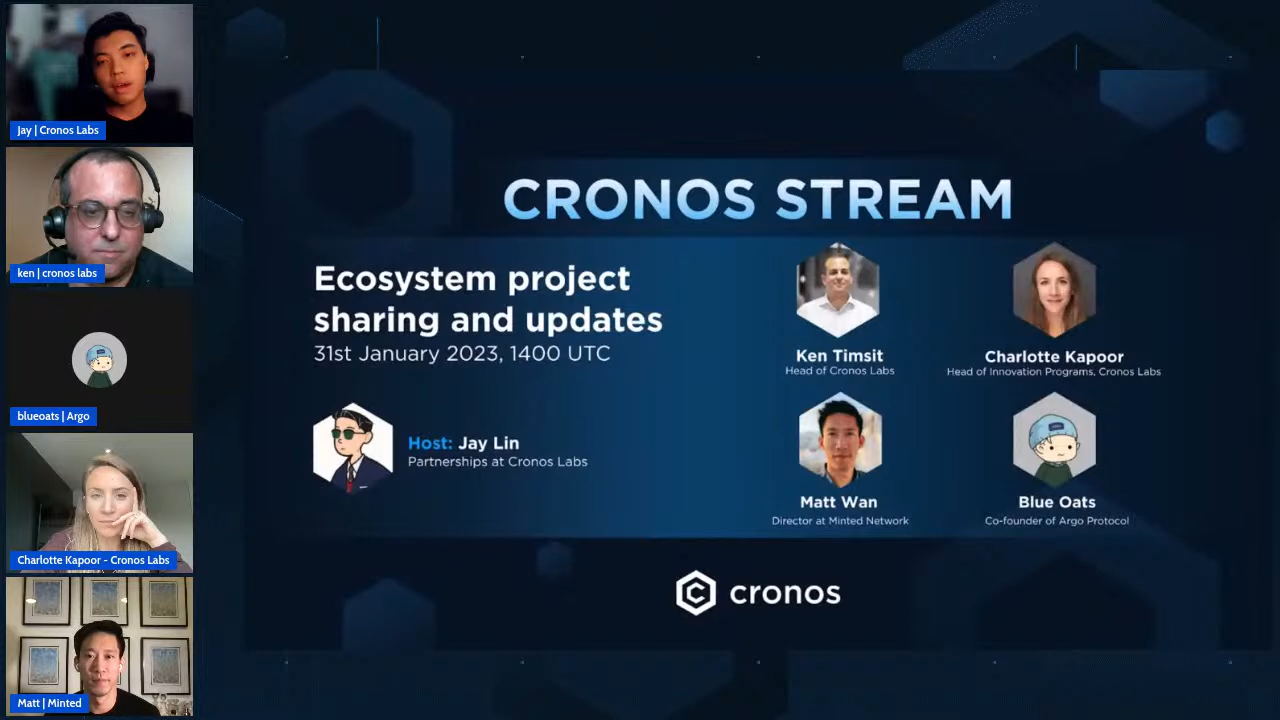 Jay | Cronos Labs
ken | cronos labs
blueoats | Argo
Charlotte Kapoor - Cronos Labs
Matt | Minted
CRONOS STREAM
Ecosystem project
sharing and updates
31st January 2023, 1400 UTC
Host: Jay Lin
Partnerships at Cronos Labs
Ken Timsit
Head of Cronos Labs
Charlotte Kapoor
Head of Innovation Programs, Cronos Labs
Matt Wan
Director at Minted Network
Blue Oats
Co-founder of Argo Protocol
cronos